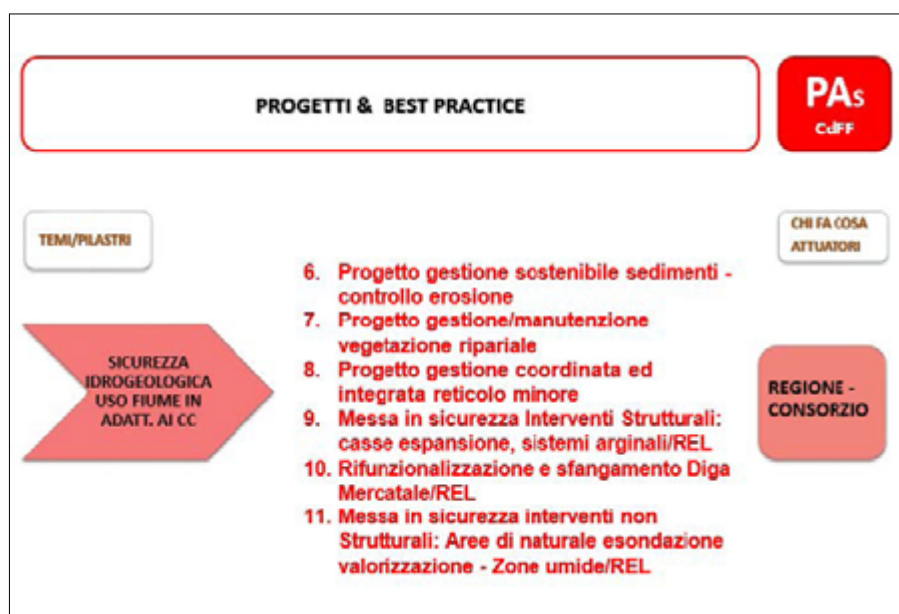 PROGETTI & BEST PRACTICE
PAs
CdFF
TEMI/PILASTRI
CHI FA COSA
ATTUATORI
SICUREZZA
IDROGEOLOGICA
USO FIUME IN
ADATT. AI CC
6. Progetto gestione sostenibile sedimenti -
controllo erosione
7. Progetto gestione/manutenzione
vegetazione ripariale
8. Progetto gestione coordinata ed
integrata reticolo minore
9. Messa in sicurezza Interventi Strutturali:
casse espansione, sistemi arginali/REL
10. Rifunzionalizzazione e sfangamento Diga
Mercatale/REL
11. Messa in sicurezza interventi non
Strutturali: Aree di naturale esondazione
valorizzazione - Zone umide/REL
REGIONE -
CONSORZIO